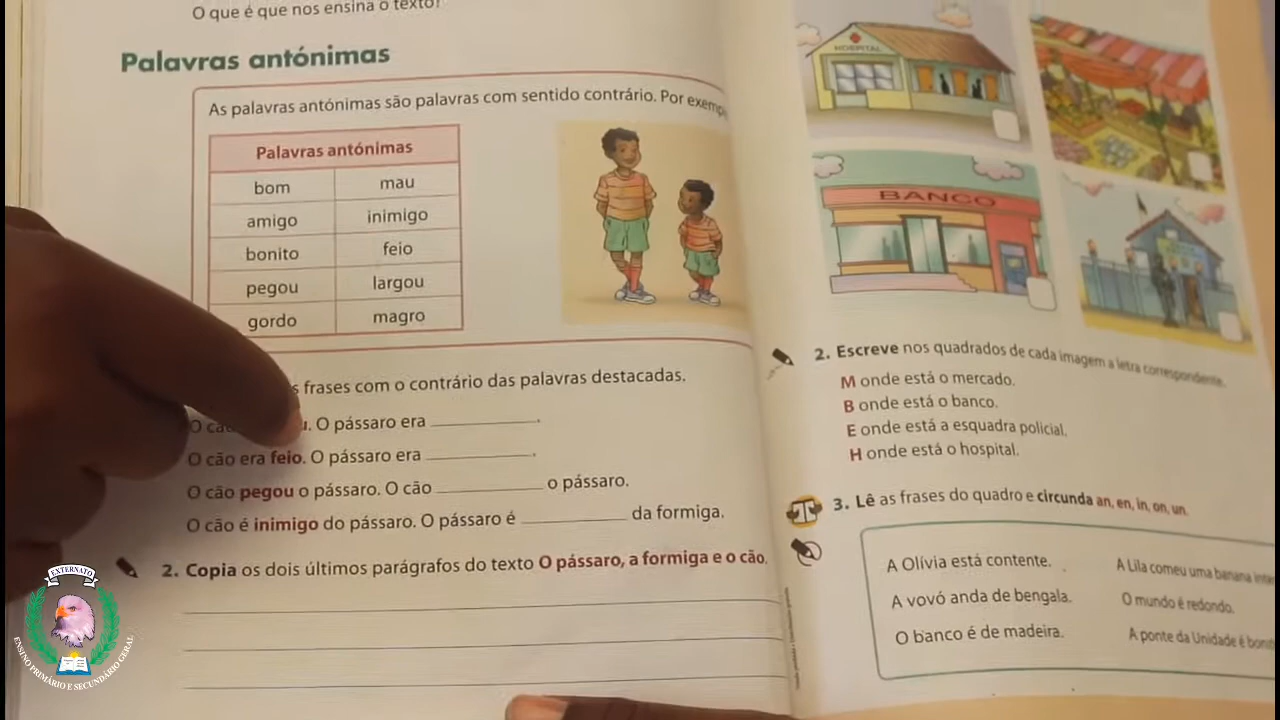 O que é que nos ensina o texto?
Palavras antónimas
As palavras antónimas são palavras com sentido contrário. Por
Palavras antónimas
bom mau
amigo inimigo
bonito feio
pegou largou
gordo magro
frases com o contrário das palavras destacadas.
O pássaro era ____________.
O cão era feio. O pássaro era ____________.
O cão pegou o pássaro. O cão ____________ o pássaro.
O cão é inimigo do pássaro. O pássaro é ____________ da formiga.
2. Copia os dois últimos parágrafos do texto O pássaro, a formiga e o cão.
HOSPITAL
BANCO
2. Escreve nos quadrados de cada imagem a letra correspondente.
M onde está o mercado.
B onde está o banco.
E onde está a esquadra policial.
H onde está o hospital.
3. Lê as frases do quadro e circunda an, en, in, on, un.
A Olívia está contente. A Lila comeu uma banana
A vovó anda de bengala. O mundo é redondo.
O banco é de madeira. A ponte da Unidade é
EXTERNATO
ENSINO PRIMÁRIO E SECUNDÁRIO GERAL